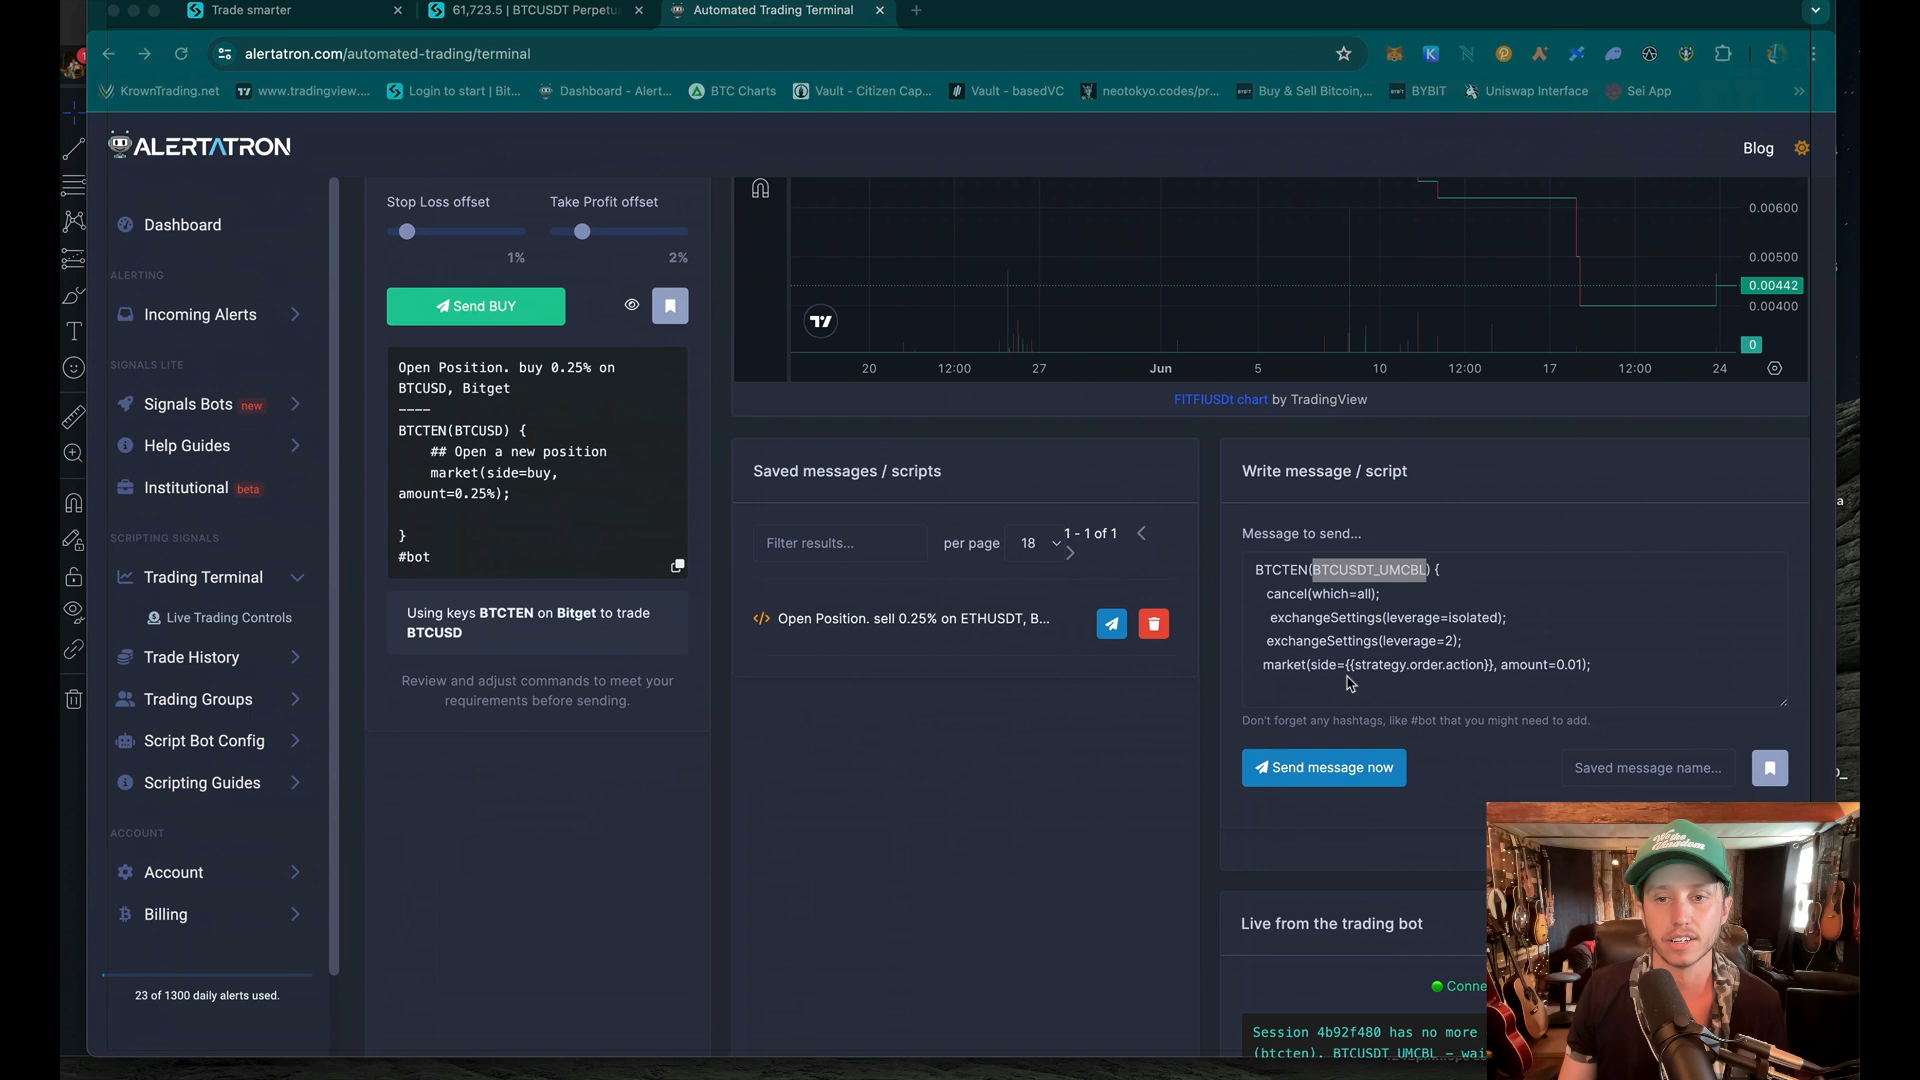 Trade smarter
61,723.5 | BTCUSDT Perpetu
Automated Trading Terminal
alertatron.com/automated-trading/terminal
KrownTrading.net
www.tradingview....
Login to start | Bit...
Dashboard - Alert...
BTC Charts
Vault - Citizen Cap...
Vault - basedVC
neotokyo.codes/pr...
Buy & Sell Bitcoin,...
BYBIT
Uniswap Interface
Sei App
ALERTATRON
Blog
Dashboard
ALERTING
Incoming Alerts
SIGNALS LITE
Signals Bots new
Help Guides
Institutional beta
SCRIPTING SIGNALS
Trading Terminal
Live Trading Controls
Trade History
Trading Groups
Script Bot Config
Scripting Guides
ACCOUNT
Account
Billing
23 of 1300 daily alerts used.
Stop Loss offset
Take Profit offset
1%
2%
Send BUY
Open Position. buy 0.25% on
BTCUSD, Bitget
----
BTCTEN(BTCUSD) {
## Open a new position
market(side=buy,
amount=0.25%);
}
#bot
Using keys BTCTEN on Bitget to trade
BTCUSD
Review and adjust commands to meet your
requirements before sending.
0.00600
0.00500
0.00442
0.00400
0
20
12:00
27
Jun
5
10
12:00
17
12:00
24
FITFIUSDt chart by TradingView
Saved messages / scripts
Filter results...
per page
18
1 - 1 of 1
Open Position. sell 0.25% on ETHUSDT, B...
Write message / script
Message to send...
BTCTEN(BTCUSDT_UMCBL) {
cancel(which=all);
exchangeSettings(leverage=isolated);
exchangeSettings(leverage=2);
market(side={{strategy.order.action}}, amount=0.01);
Don't forget any hashtags, like #bot that you might need to add.
Send message now
Saved message name...
Live from the trading bot
Conne
Session 4b92f480 has no more
(btcten). BTCUSDT_UMCBL – wai